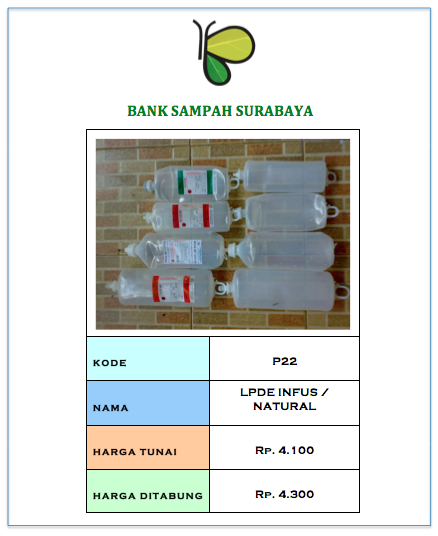 BANK SAMPAH SURABAYA
KODE
P22
NAMA
LPDE INFUS /
NATURAL
HARGA TUNAI
Rp. 4.100
HARGA DITABUNG
Rp. 4.300